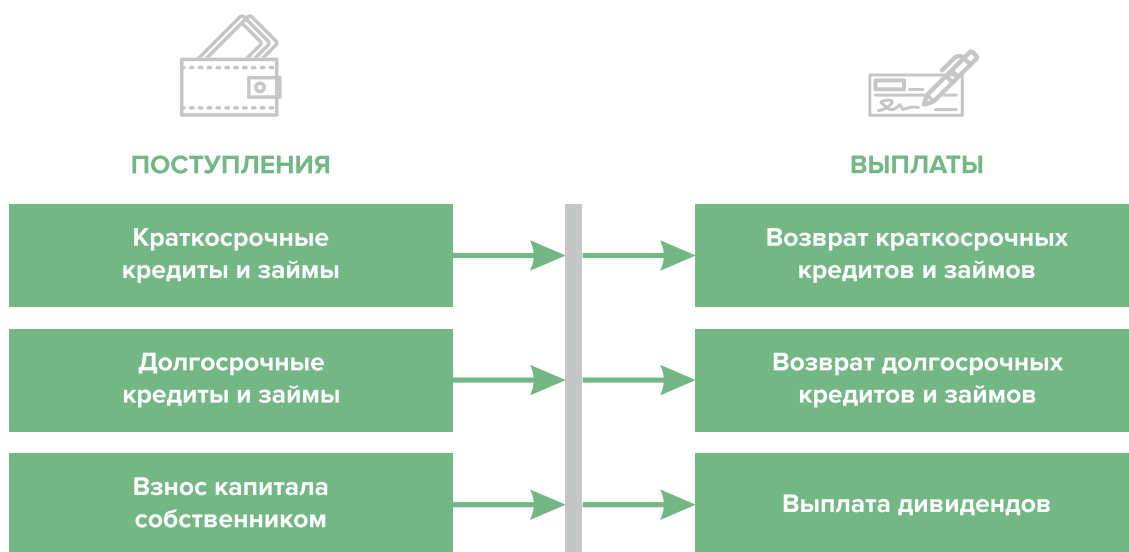 ПОСТУПЛЕНИЯ
ВЫПЛАТЫ
Краткосрочные
кредиты и займы
Возврат краткосрочных
кредитов и займов
Долгосрочные
кредиты и займы
Возврат долгосрочных
кредитов и займов
Взнос капитала
собственником
Выплата дивидендов